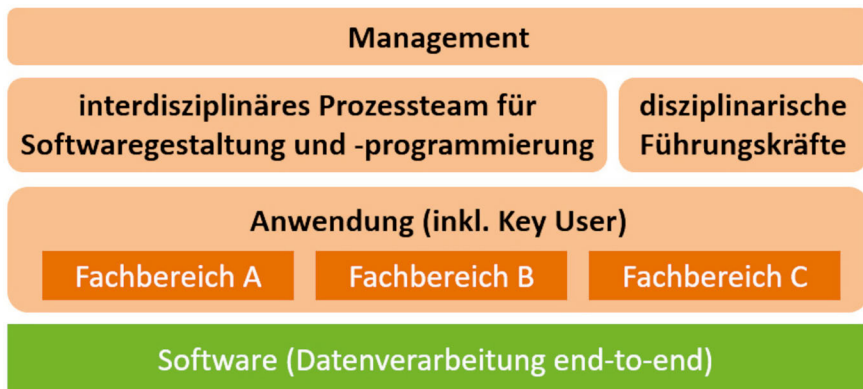 Management
interdisziplinäres Prozessteam für
Softwaregestaltung und -programmierung
disziplinarische
Führungskräfte
Anwendung (inkl. Key User)
Fachbereich A
Fachbereich B
Fachbereich C
Software (Datenverarbeitung end-to-end)